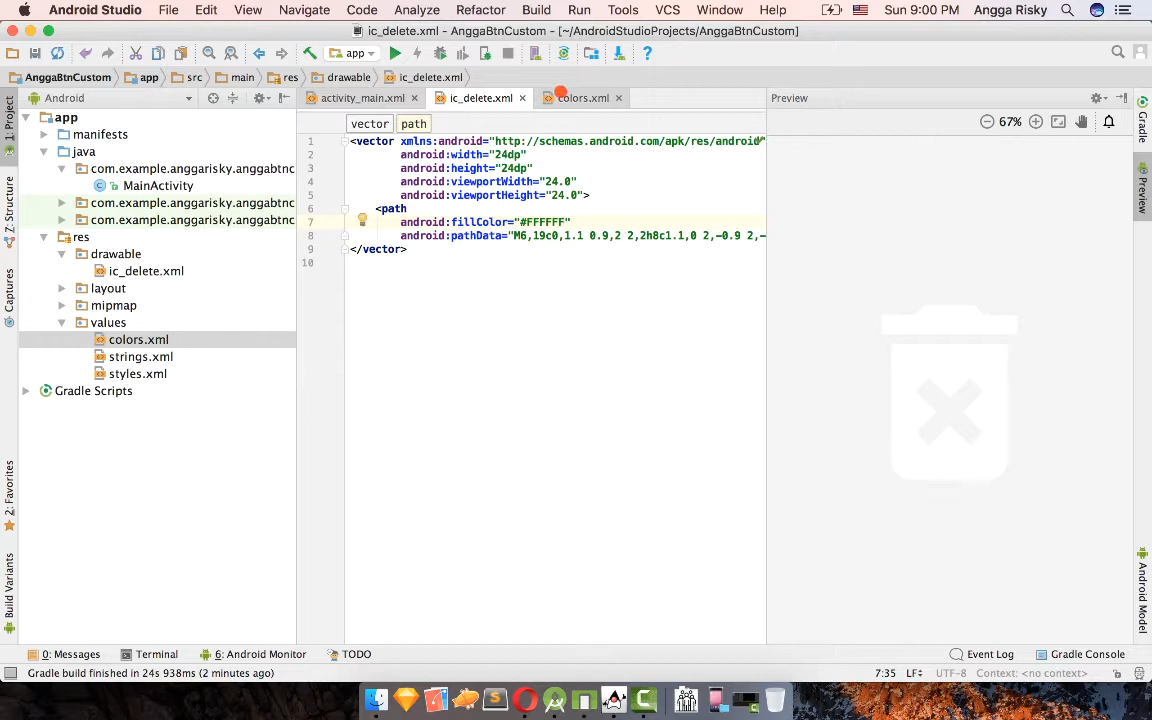 Android Studio File Edit View Navigate Code Analyze Refactor Build Run Tools VCS Window Help Sun 9:00 PM Angga Risky
ic_delete.xml - AnggaBtnCustom - [~/AndroidStudioProjects/AnggaBtnCustom]
app
AnggaBtnCustom app src main res drawable ic_delete.xml
1: Project
Android
activity_main.xml
ic_delete.xml
colors.xml
Preview
67%
vector path
app
manifests
java
com.example.anggarisky.anggabtnc
MainActivity
com.example.anggarisky.anggabtnc
com.example.anggarisky.anggabtnc
res
drawable
ic_delete.xml
layout
mipmap
values
colors.xml
strings.xml
styles.xml
Gradle Scripts
1 <vector xmlns:android="http://schemas.android.com/apk/res/android"
2 android:width="24dp"
3 android:height="24dp"
4 android:viewportWidth="24.0"
5 android:viewportHeight="24.0">
6 <path
7 android:fillColor="#FFFFFF"
8 android:pathData="M6,19c0,1.1 0.9,2 2,2h8c1.1,0 2,-0.9 2,-
9 </vector>
10
Z: Structure
Captures
2: Favorites
Build Variants
Gradle
Preview
Android Model
0: Messages Terminal 6: Android Monitor TODO Event Log Gradle Console
Gradle build finished in 24s 938ms (2 minutes ago) 7:35 LF÷ UTF-8 Context: <no context>